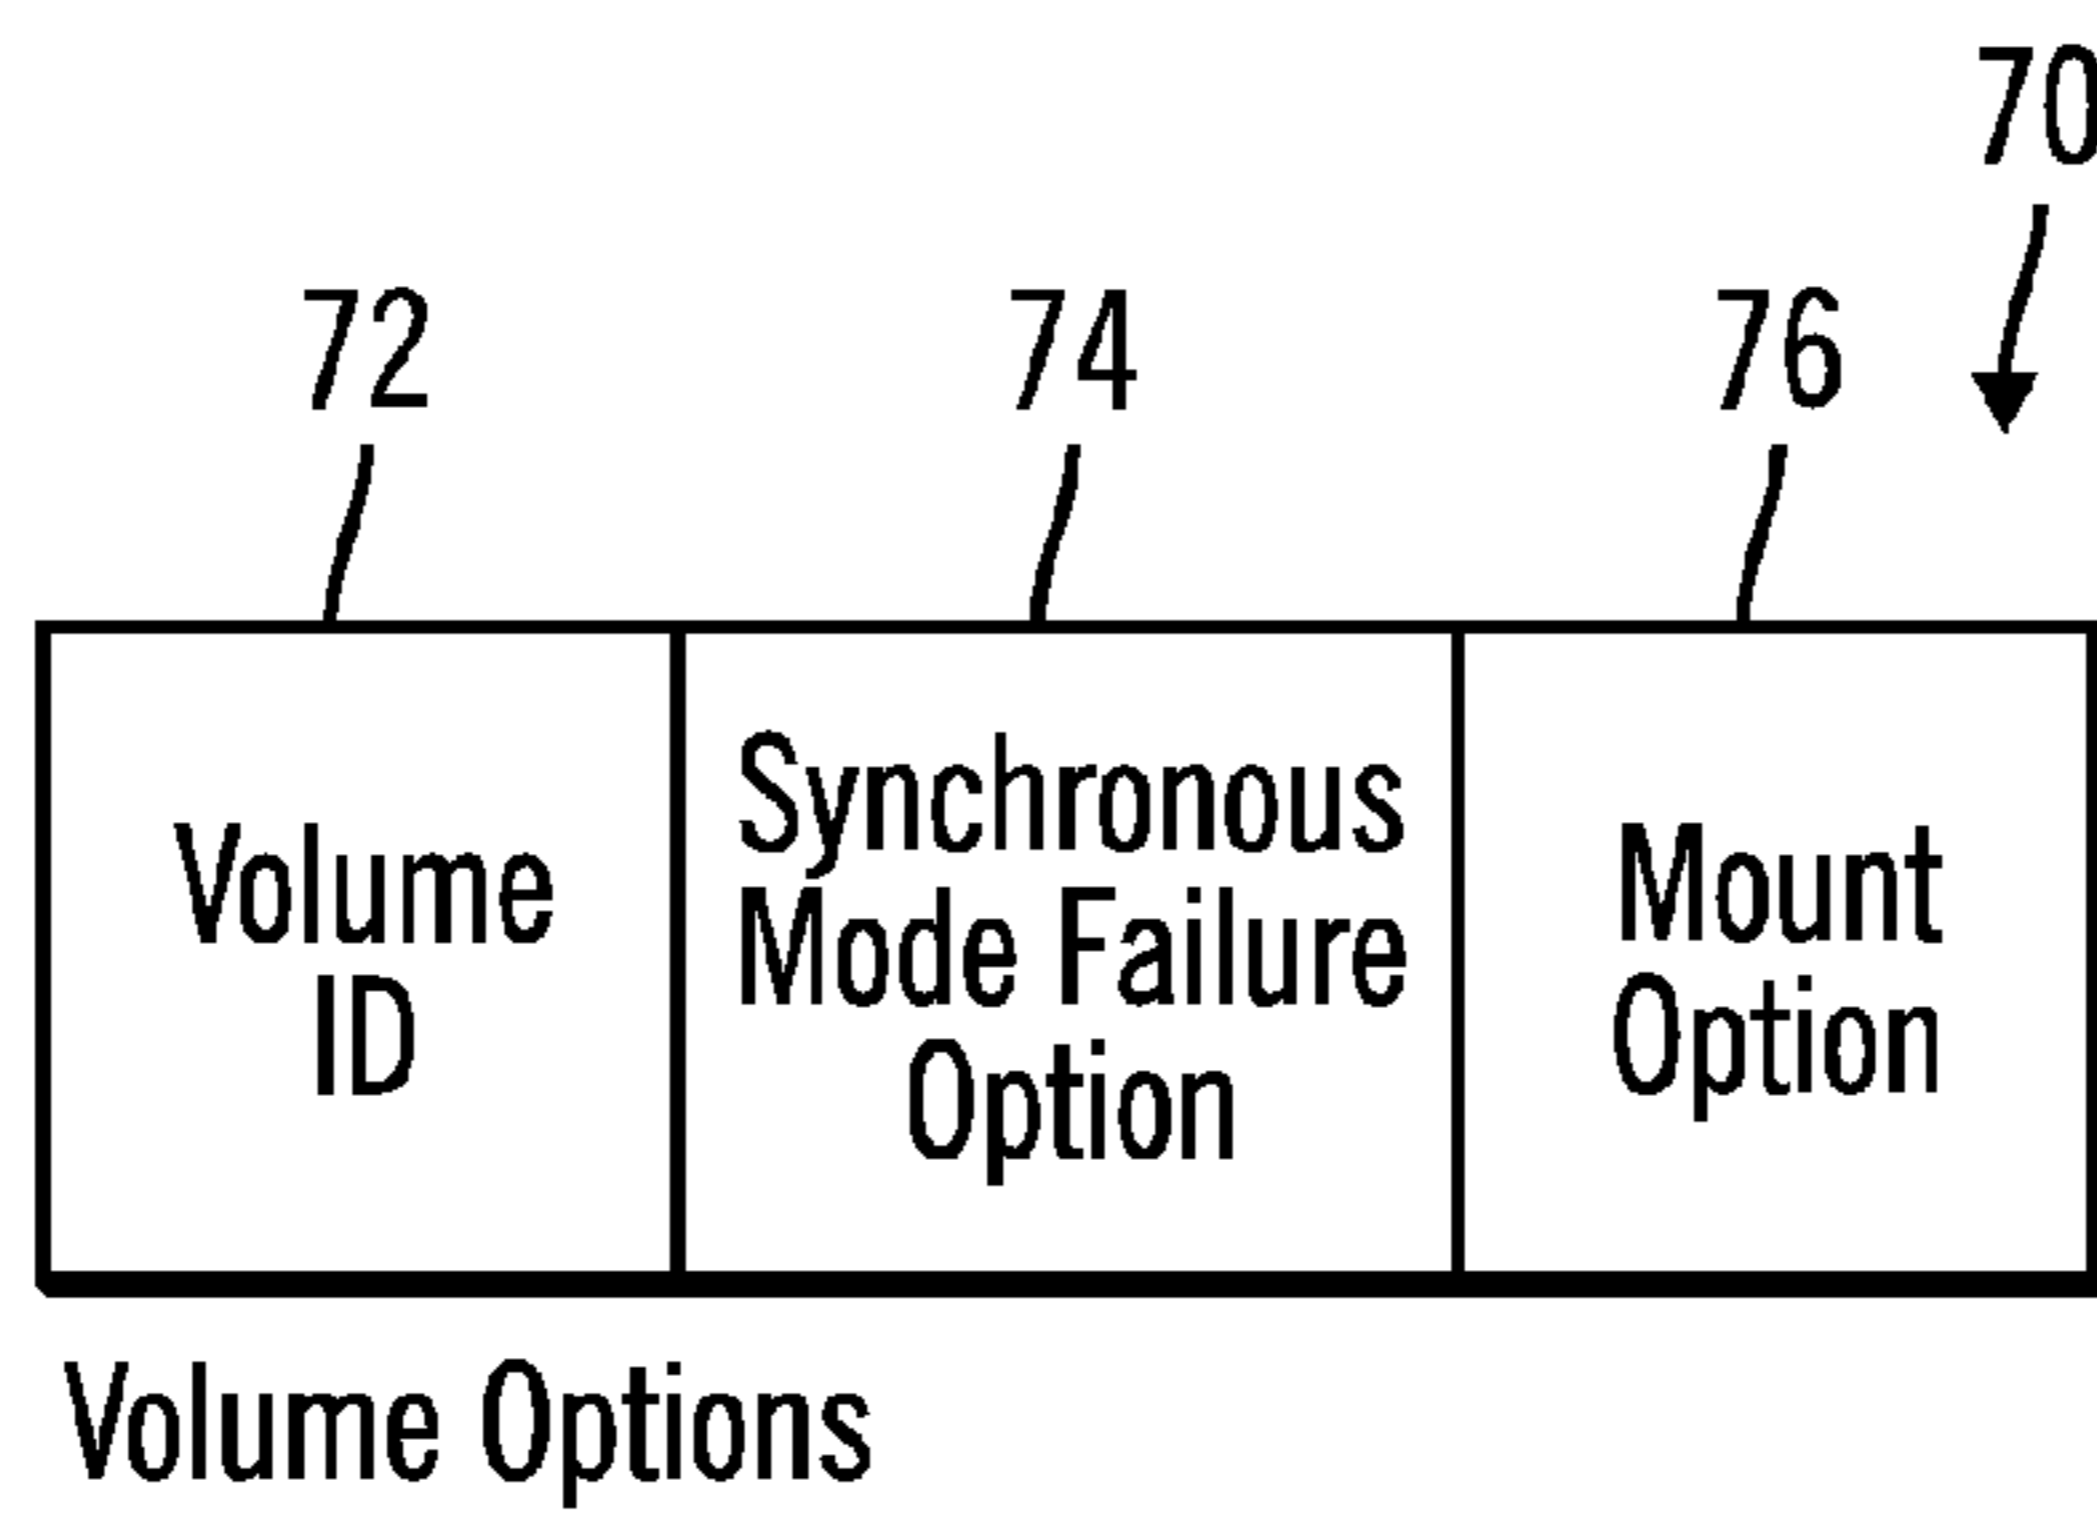 70
72
74
76
Volume
ID
Synchronous
Mode Failure
Option
Mount
Option
Volume Options